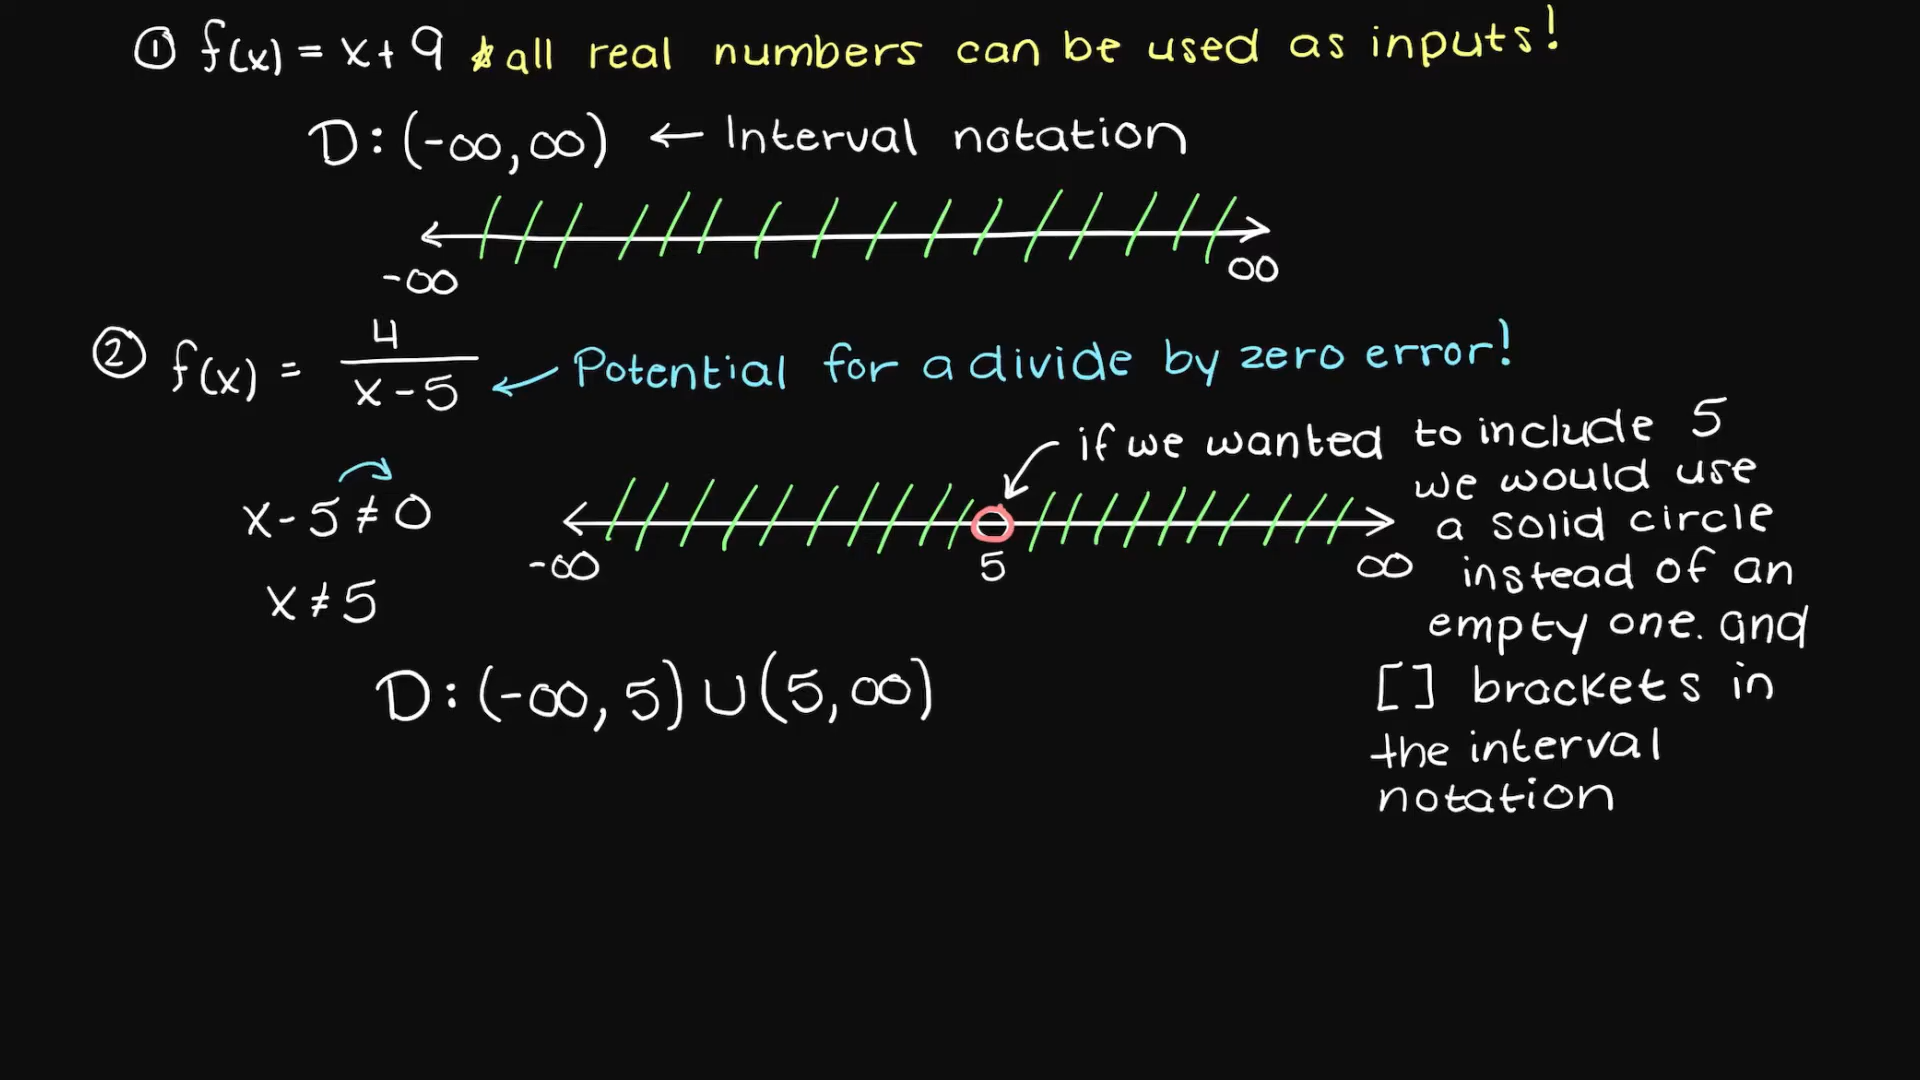 ① f(x) = x + 9 * all real numbers can be used as inputs!
D: (-∞, ∞) ← Interval notation
-∞ ∞
② f(x) = 4 / x - 5 ← Potential for a divide by zero error!
if we wanted to include 5
we would use
a solid circle
instead of an
empty one. and
[ ] brackets in
the interval
notation
x - 5 ≠ 0
-∞ 5 ∞
x ≠ 5
D: (-∞, 5) ∪ (5, ∞)